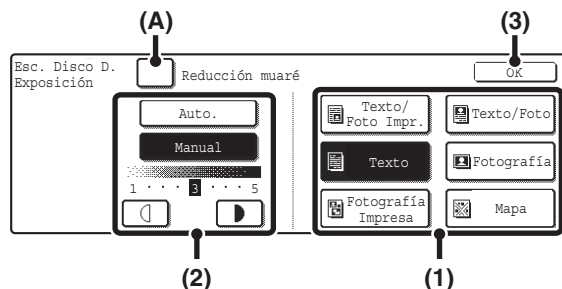 (A)
(3)
Esc. Disco D.
Exposición
Reducción muaré
OK
Auto.
Manual
1 · · · 3 · · · 5
Texto/
Foto Impr.
Texto/Foto
Texto
Fotografía
Fotografía
Impresa
Mapa
(2)
(1)